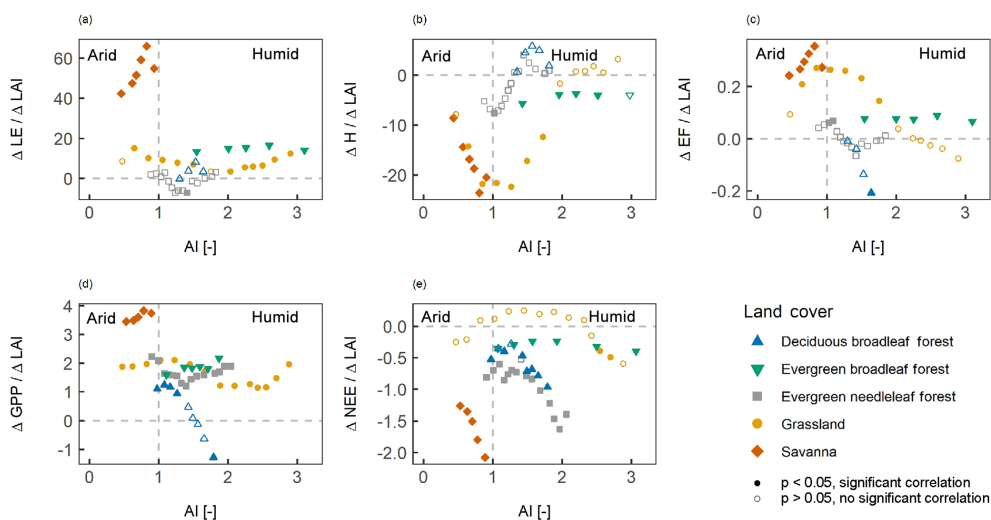 (a)
Arid Humid
60
40
20
0
Δ LE / Δ LAI
0 1 2 3
AI [-]
(b)
Arid Humid
0
-10
-20
Δ H / Δ LAI
0 1 2 3
AI [-]
(c)
Arid Humid
0.2
0.0
-0.2
Δ EF / Δ LAI
0 1 2 3
AI [-]
(d)
Arid Humid
4
3
2
1
0
-1
Δ GPP / Δ LAI
0 1 2 3
AI [-]
(e)
Arid Humid
0.0
-0.5
-1.0
-1.5
-2.0
Δ NEE / Δ LAI
0 1 2 3
AI [-]
Land cover
Deciduous broadleaf forest
Evergreen broadleaf forest
Evergreen needleleaf forest
Grassland
Savanna
p < 0.05, significant correlation
p > 0.05, no significant correlation